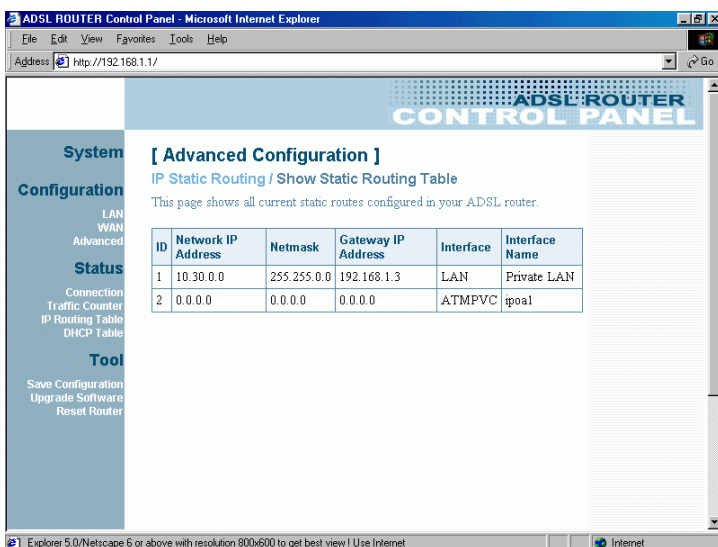 ADSL ROUTER Control Panel - Microsoft Internet Explorer
File Edit View Favorites Tools Help
Address http://192.168.1.1/ Go
ADSL ROUTER
CONTROL PANEL
System
Configuration
LAN
WAN
Advanced
Status
Connection
Traffic Counter
IP Routing Table
DHCP Table
Tool
Save Configuration
Upgrade Software
Reset Router
[ Advanced Configuration ]
IP Static Routing / Show Static Routing Table
This page shows all current static routes configured in your ADSL router.
ID Network IP Address Netmask Gateway IP Address Interface Interface Name
1 10.30.0.0 255.255.0.0 192.168.1.3 LAN Private LAN
2 0.0.0.0 0.0.0.0 0.0.0.0 ATMPVC ipoa1
Explorer 5.0/Netscape 6 or above with resolution 800x600 to get best view ! Use Internet
Internet